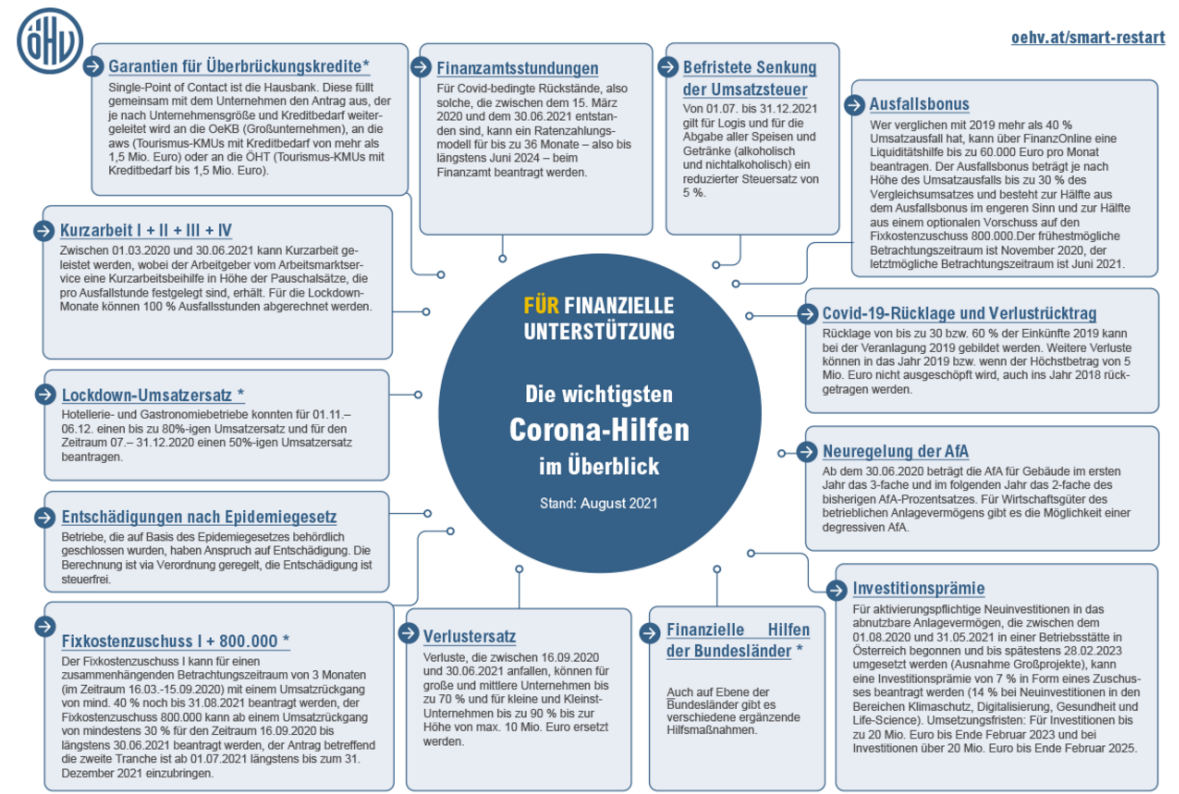 ÖHV
oehv.at/smart-restart
Garantien für Überbrückungskredite*
Single-Point of Contact ist die Hausbank. Diese füllt
gemeinsam mit dem Unternehmen den Antrag aus, der
je nach Unternehmensgröße und Kreditbedarf weiter-
geleitet wird an die OeKB (Großunternehmen), an die
aws (Tourismus-KMUs mit Kreditbedarf von mehr als
1,5 Mio. Euro) oder an die ÖHT (Tourismus-KMUs mit
Kreditbedarf bis 1,5 Mio. Euro).
Finanzamtsstundungen
Für Covid-bedingte Rückstände, also
solche, die zwischen dem 15. März
2020 und dem 30.06.2021 entstan-
den sind, kann ein Ratenzahlungs-
modell für bis zu 36 Monate – also bis
längstens Juni 2024 – beim
Finanzamt beantragt werden.
Befristete Senkung
der Umsatzsteuer
Von 01.07. bis 31.12.2021
gilt für Logis und für die
Abgabe aller Speisen und
Getränke (alkoholisch
und nichtalkoholisch) ein
reduzierter Steuersatz von
5 %.
Ausfallsbonus
Wer verglichen mit 2019 mehr als 40 %
Umsatzausfall hat, kann über FinanzOnline eine
Liquiditätshilfe bis zu 60.000 Euro pro Monat
beantragen. Der Ausfallsbonus beträgt je nach
Höhe des Umsatzausfalls bis zu 30 % des
Vergleichsumsatzes und besteht zur Hälfte aus
dem Ausfallsbonus im engeren Sinn und zur Hälfte
aus einem optionalen Vorschuss auf den
Fixkostenzuschuss 800.000.Der frühestmögliche
Betrachtungszeitraum ist November 2020, der
letztmögliche Betrachtungszeitraum ist Juni 2021.
Kurzarbeit I + II + III + IV
Zwischen 01.03.2020 und 30.06.2021 kann Kurzarbeit ge-
leistet werden, wobei der Arbeitgeber vom Arbeitsmarktser-
vice eine Kurzarbeitsbeihilfe in Höhe der Pauschalsätze, die
pro Ausfallstunde festgelegt sind, erhält. Für die Lockdown-
Monate können 100 % Ausfallsstunden abgerechnet werden.
FÜR FINANZIELLE
UNTERSTÜTZUNG
Die wichtigsten
Corona-Hilfen
im Überblick
Stand: August 2021
Covid-19-Rücklage und Verlustrücktrag
Rücklage von bis zu 30 bzw. 60 % der Einkünfte 2019 kann
bei der Veranlagung 2019 gebildet werden. Weitere Verluste
können in das Jahr 2019 bzw. wenn der Höchstbetrag von 5
Mio. Euro nicht ausgeschöpft wird, auch ins Jahr 2018 rück-
getragen werden.
Lockdown-Umsatzersatz *
Hotellerie- und Gastronomiebetriebe konnten für 01.11.–
06.12. einen bis zu 80%-igen Umsatzersatz und für den
Zeitraum 07.– 31.12.2020 einen 50%-igen Umsatzersatz
beantragen.
Neuregelung der AfA
Ab dem 30.06.2020 beträgt die AfA für Gebäude im ersten
Jahr das 3-fache und im folgenden Jahr das 2-fache des
bisherigen AfA-Prozentsatzes. Für Wirtschaftsgüter des
betrieblichen Anlagevermögens gibt es die Möglichkeit einer
degressiven AfA.
Entschädigungen nach Epidemiegesetz
Betriebe, die auf Basis des Epidemiegesetzes behördlich
geschlossen wurden, haben Anspruch auf Entschädigung. Die
Berechnung ist via Verordnung geregelt, die Entschädigung ist
steuerfrei.
Fixkostenzuschuss I + 800.000 *
Der Fixkostenzuschuss I kann für einen
zusammenhängenden Betrachtungszeitraum von 3 Monaten
(im Zeitraum 16.03.-15.09.2020) mit einem Umsatzrückgang
von mind. 40 % noch bis 31.08.2021 beantragt werden, der
Fixkostenzuschuss 800.000 kann ab einem Umsatzrückgang
von mindestens 30 % für den Zeitraum 16.09.2020 bis
längstens 30.06.2021 beantragt werden, der Antrag betreffend
die zweite Tranche ist ab 01.07.2021 längstens bis zum 31.
Dezember 2021 einzubringen.
Verlustersatz
Verluste, die zwischen 16.09.2020
und 30.06.2021 anfallen, können für
große und mittlere Unternehmen bis
zu 70 % und für kleine und Kleinst-
Unternehmen bis zu 90 % bis zur
Höhe von max. 10 Mio. Euro ersetzt
werden.
Finanzielle Hilfen
der Bundesländer *
Auch auf Ebene der
Bundesländer gibt es
verschiedene ergänzende
Hilfsmaßnahmen.
Investitionsprämie
Für aktivierungspflichtige Neuinvestitionen in das
abnutzbare Anlagevermögen, die zwischen dem
01.08.2020 und 31.05.2021 in einer Betriebsstätte in
Österreich begonnen und bis spätestens 28.02.2023
umgesetzt werden (Ausnahme Großprojekte), kann
eine Investitionsprämie von 7 % in Form eines Zuschus-
ses beantragt werden (14 % bei Neuinvestitionen in den
Bereichen Klimaschutz, Digitalisierung, Gesundheit und
Life-Science). Umsetzungsfristen: Für Investitionen bis
zu 20 Mio. Euro bis Ende Februar 2023 und bei
Investitionen über 20 Mio. Euro bis Ende Februar 2025.